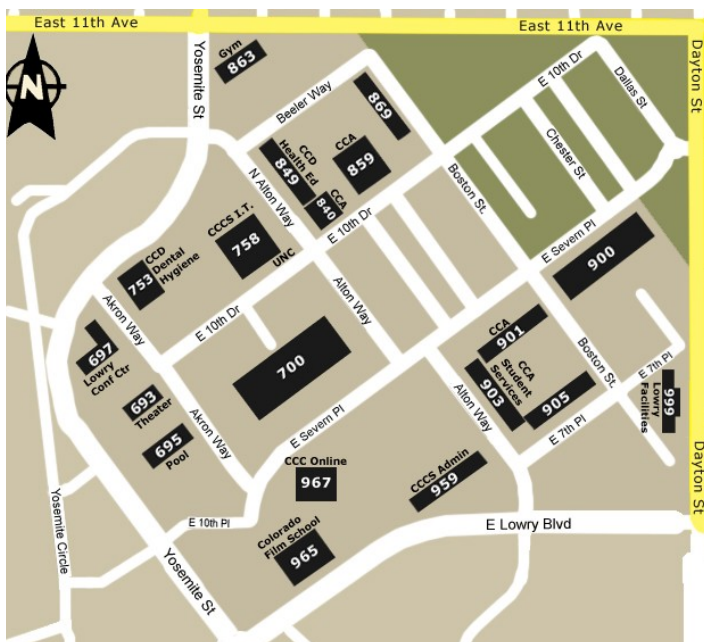 East 11th Ave
East 11th Ave
Yosemite St
Gym
863
Dayton St
N
Beeler Way
869
E 10th Dr
Dallas St
CCD
Health Ed
849
CCA
859
Chester St
CCA
840
N Alton Way
Boston St.
CCCS I.T.
758
UNC
E 10th Dr
E Severn Pl
900
CCD
Dental
Hygiene
753
Akron Way
E 10th Dr
Alton Way
CCA
901
697
Lowry
Conf Ctr
700
CCA
Student
Services
903
905
Boston St.
E 7th Pl
999
Lowry
Facilities
693
Theater
Akron Way
Alton Way
695
Pool
E Severn Pl
E 7th Pl
CCC Online
967
CCCS Admin
959
Dayton St
E 10th Pl
Colorado
Film School
965
E Lowry Blvd
Yosemite Circle
Yosemite St